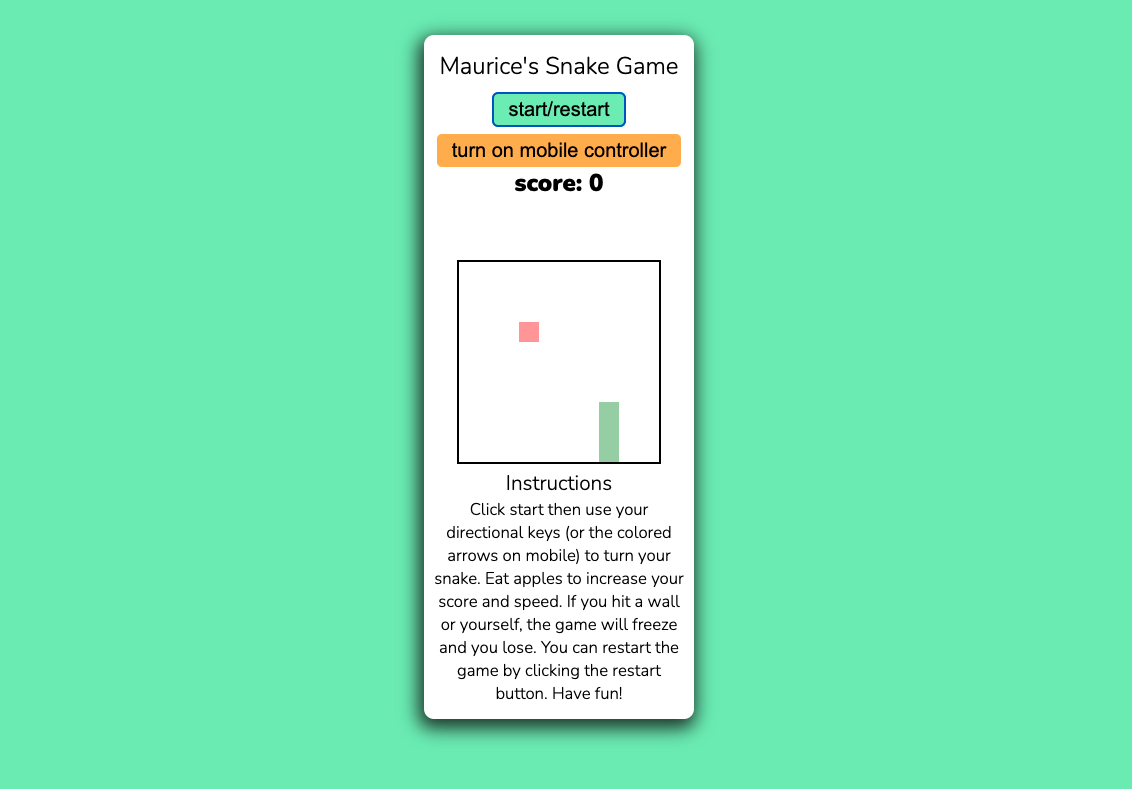 Maurice's Snake Game
start/restart
turn on mobile controller
score: 0
Instructions
Click start then use your
directional keys (or the colored
arrows on mobile) to turn your
snake. Eat apples to increase your
score and speed. If you hit a wall
or yourself, the game will freeze
and you lose. You can restart the
game by clicking the restart
button. Have fun!